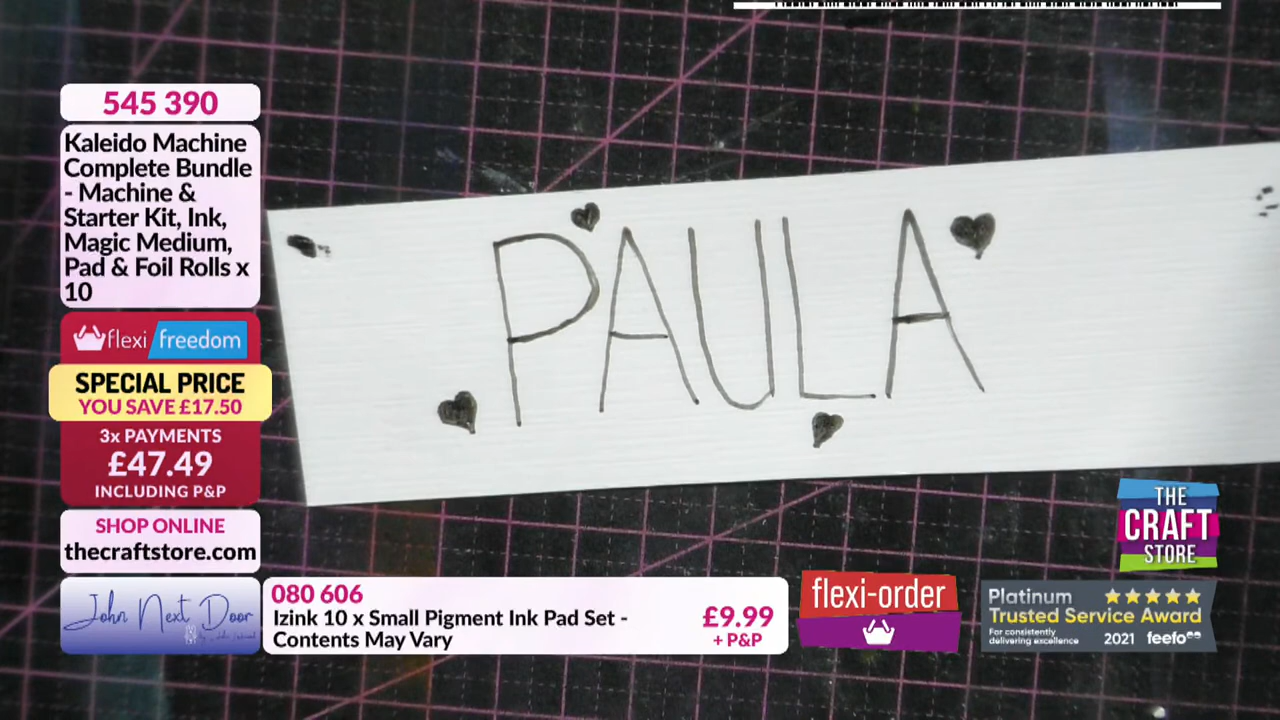 545 390
Kaleido Machine
Complete Bundle
- Machine &
Starter Kit, Ink,
Magic Medium,
Pad & Foil Rolls x
10
flexi freedom
SPECIAL PRICE
YOU SAVE £17.50
3x PAYMENTS
£47.49
INCLUDING P&P
SHOP ONLINE
thecraftstore.com
John Next Door
PAULA
080 606
Izink 10 x Small Pigment Ink Pad Set -
Contents May Vary
£9.99
+ P&P
flexi-order
THE
CRAFT
STORE
Platinum
Trusted Service Award
For consistently
delivering excellence
2021 feefo